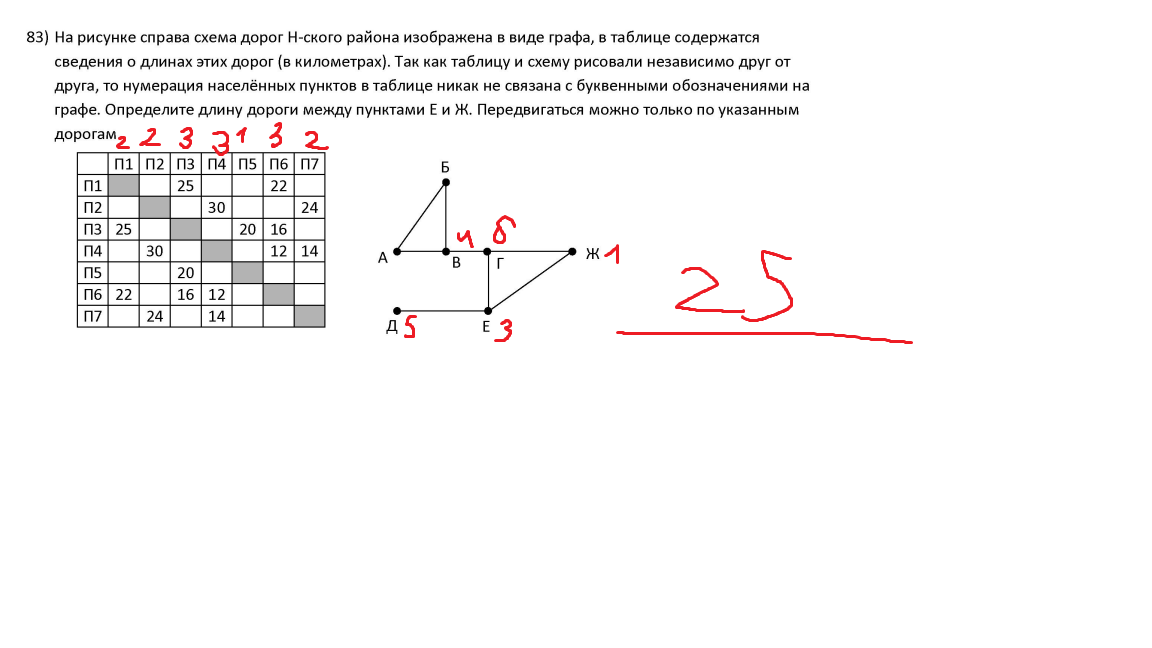 83) На рисунке справа схема дорог Н-ского района изображена в виде графа, в таблице содержатся
сведения о длинах этих дорог (в километрах). Так как таблицу и схему рисовали независимо друг от
друга, то нумерация населённых пунктов в таблице никак не связана с буквенными обозначениями на
графе. Определите длину дороги между пунктами Е и Ж. Передвигаться можно только по указанным
дорогам.
2 2 3 3 1 3 2
П1 П2 П3 П4 П5 П6 П7
П1 25 22
П2 30 24
П3 25 20 16
П4 30 12 14
П5 20
П6 22 16 12
П7 24 14
Б
4 6
А В Г Ж 1
Д 5 Е 3
25